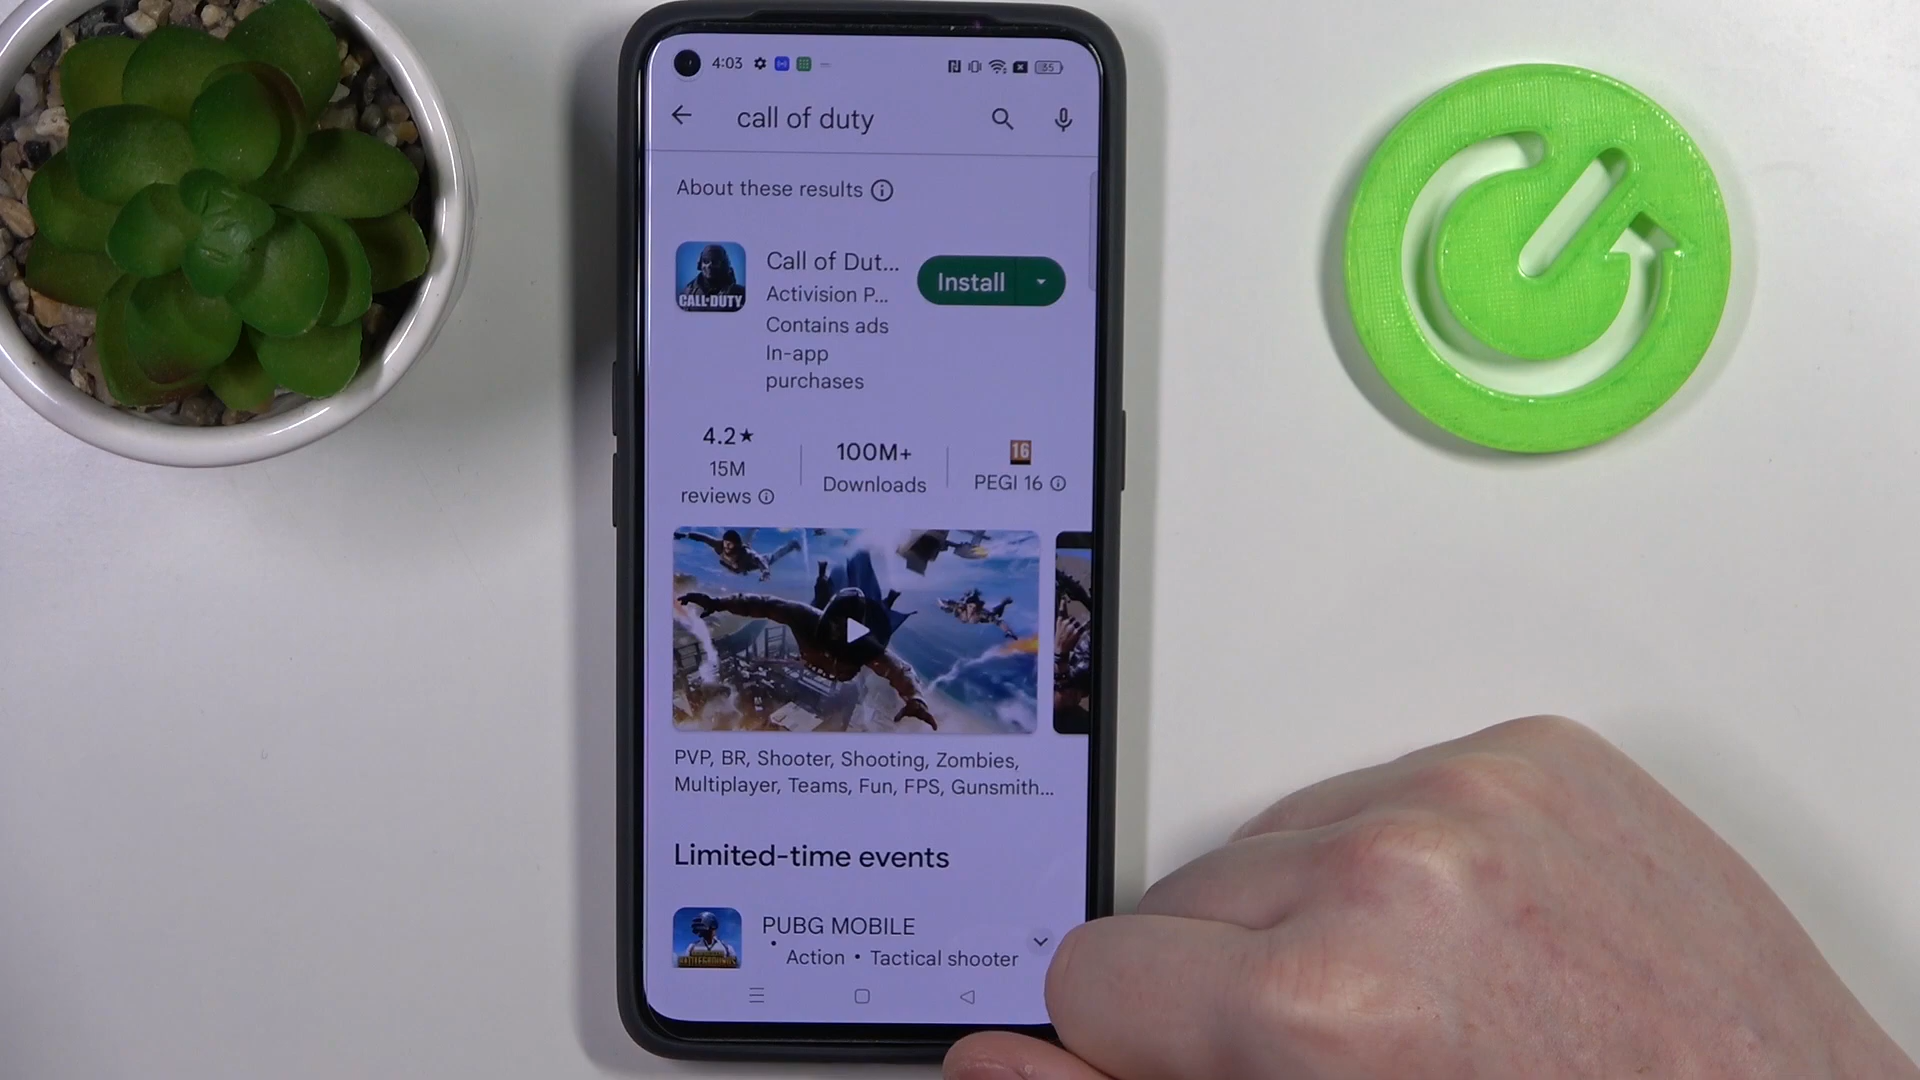 4:03
35
call of duty
About these results
CALL·DUTY
Call of Dut...
Activision P...
Contains ads
In-app
purchases
Install
4.2★
15M
reviews
100M+
Downloads
16
PEGI 16
PVP, BR, Shooter, Shooting, Zombies,
Multiplayer, Teams, Fun, FPS, Gunsmith...
Limited-time events
PUBG MOBILE
• Action • Tactical shooter
BATTLEGROUNDS